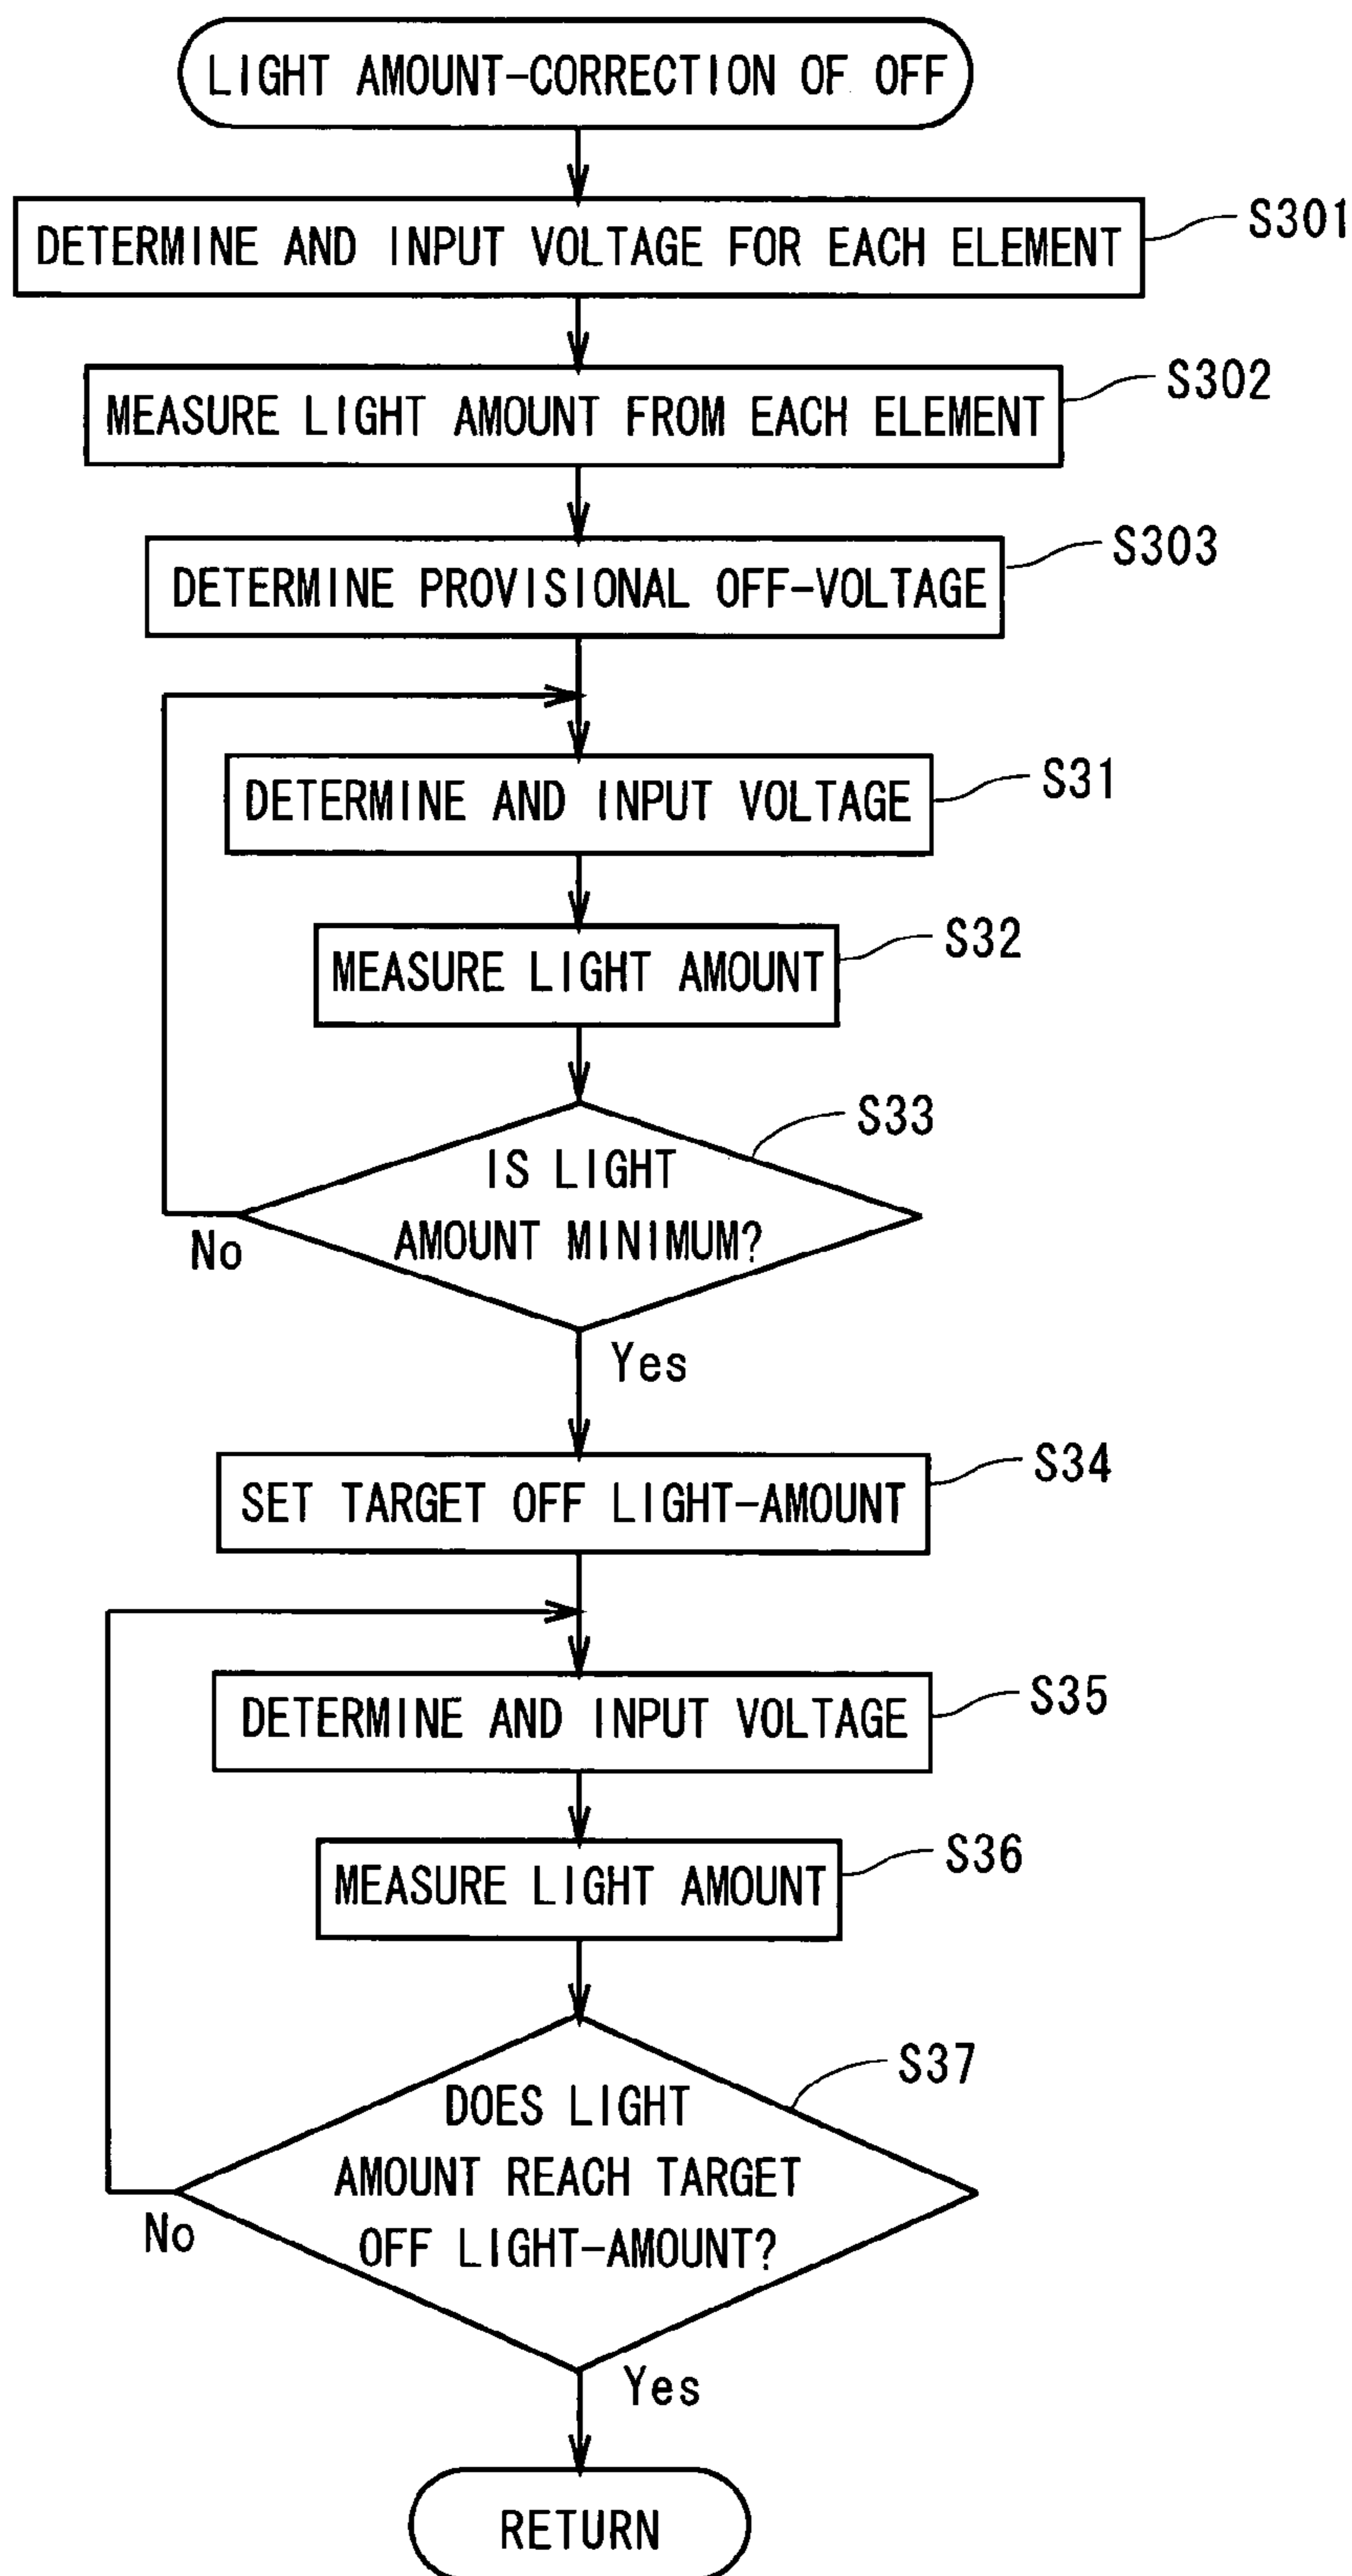 LIGHT AMOUNT-CORRECTION OF OFF
S301
DETERMINE AND INPUT VOLTAGE FOR EACH ELEMENT
S302
MEASURE LIGHT AMOUNT FROM EACH ELEMENT
S303
DETERMINE PROVISIONAL OFF-VOLTAGE
S31
DETERMINE AND INPUT VOLTAGE
S32
MEASURE LIGHT AMOUNT
S33
IS LIGHT
AMOUNT MINIMUM?
No
Yes
S34
SET TARGET OFF LIGHT-AMOUNT
S35
DETERMINE AND INPUT VOLTAGE
S36
MEASURE LIGHT AMOUNT
S37
DOES LIGHT
AMOUNT REACH TARGET
OFF LIGHT-AMOUNT?
No
Yes
RETURN